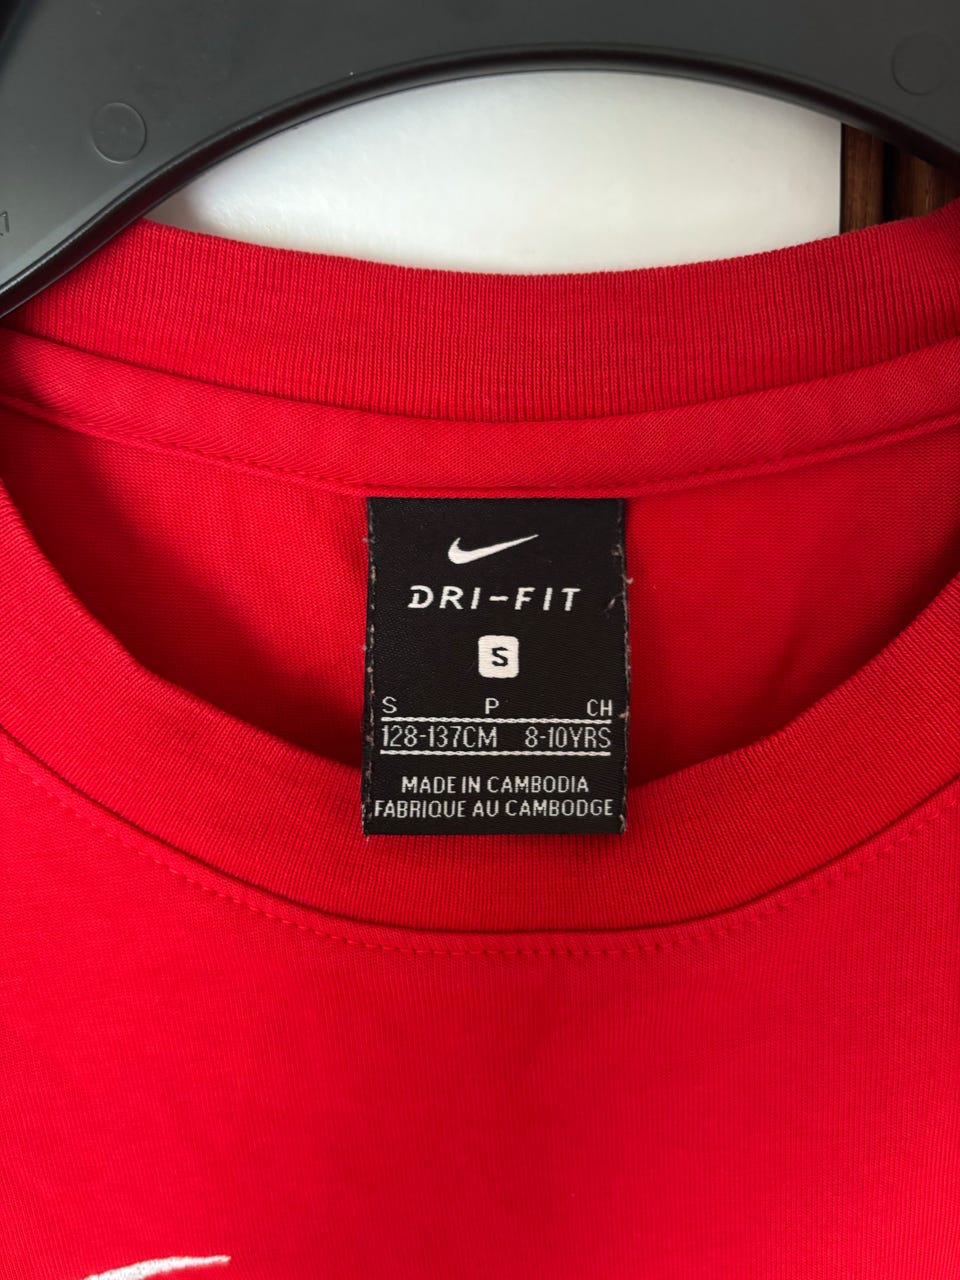 DRI-FIT
S
S P CH
128-137CM 8-10YRS
MADE IN CAMBODIA
FABRIQUE AU CAMBODGE